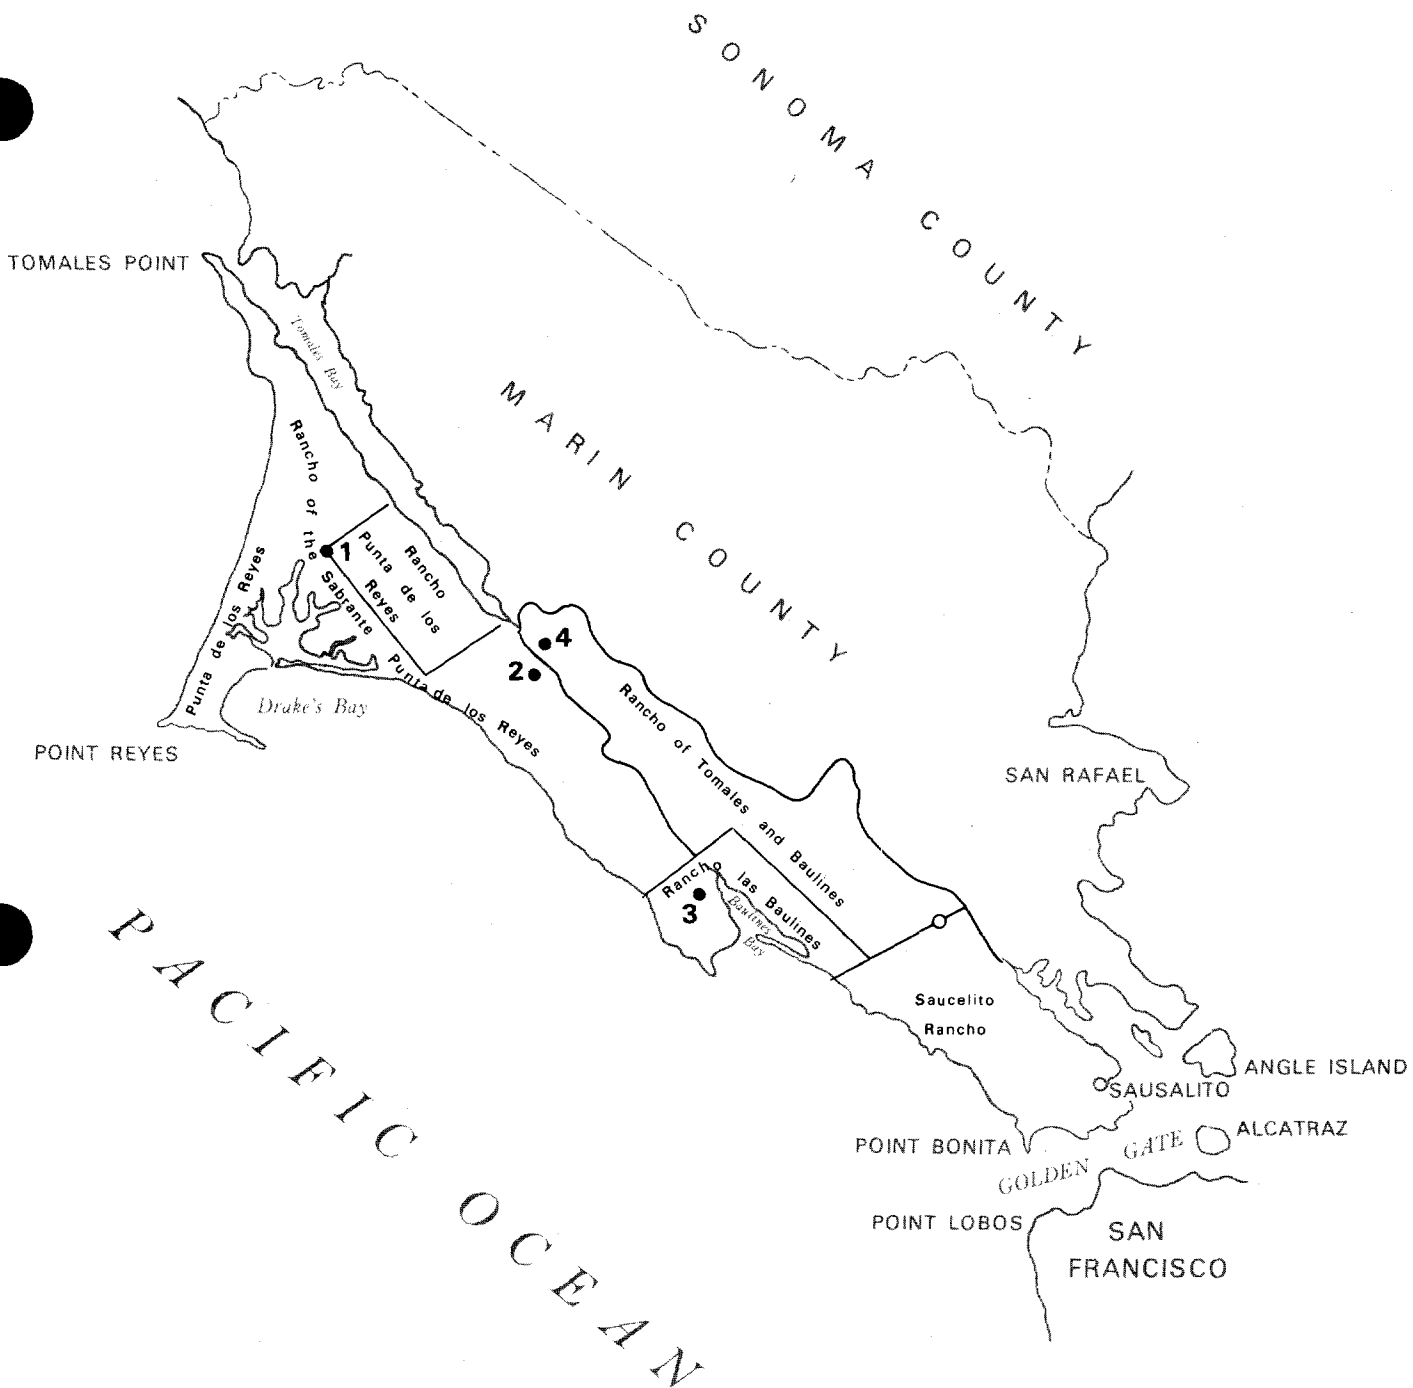 SONOMA COUNTY
TOMALES POINT
Tomales Bay
MARIN COUNTY
Rancho of the
Sabrante
Punta de los Reyes
Rancho
Punta de los
Reyes
1
4
2
Punta de los Reyes
Drake's Bay
POINT REYES
Rancho of Tomales and Baulines
SAN RAFAEL
Rancho las Baulines
3
Baulines
Bay
PACIFIC OCEAN
Saucelito
Rancho
ANGLE ISLAND
SAUSALITO
ALCATRAZ
POINT BONITA
GOLDEN GATE
POINT LOBOS
SAN
FRANCISCO